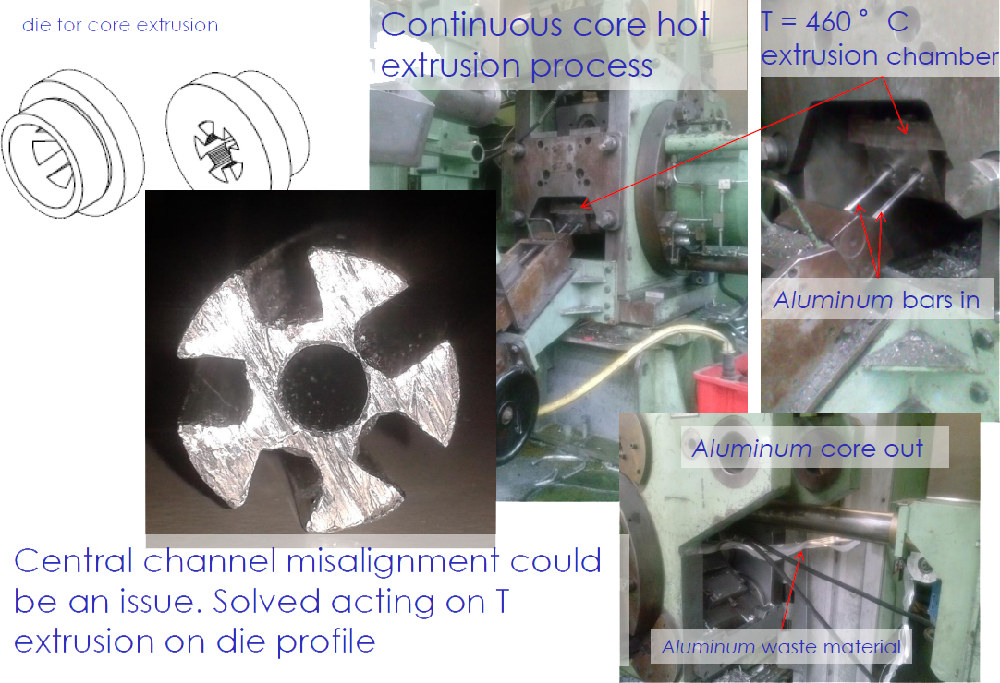 die for core extrusion
Continuous core hot
extrusion process
T = 460 ° C
extrusion chamber
Aluminum bars in
Aluminum core out
Aluminum waste material
Central channel misalignment could
be an issue. Solved acting on T
extrusion on die profile